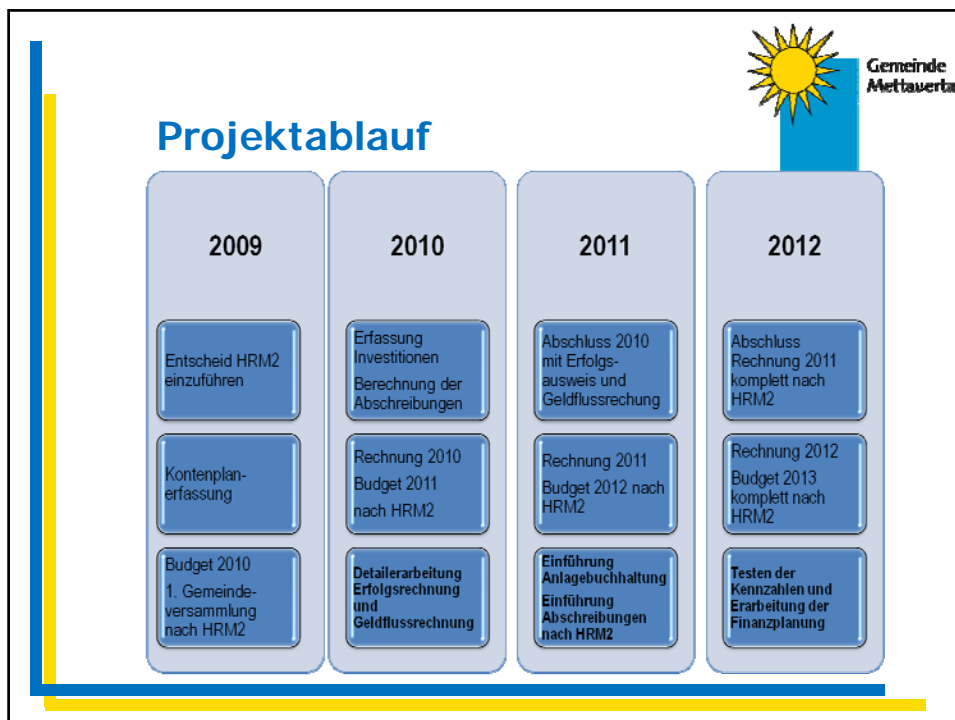 Gemeinde
Mettauerta
Projektablauf
2009
Entscheid HRM2
einzuführen
Kontenplan-
erfassung
Budget 2010
1. Gemeinde-
versammlung
nach HRM2
2010
Erfassung
Investitionen
Berechnung der
Abschreibungen
Rechnung 2010
Budget 2011
nach HRM2
Detailerarbeitung
Erfolgsrechnung
und
Geldflussrechnung
2011
Abschluss 2010
mit Erfolgs-
ausweis und
Geldflussrechung
Rechnung 2011
Budget 2012 nach
HRM2
Einführung
Anlagebuchhaltung
Einführung
Abschreibungen
nach HRM2
2012
Abschluss
Rechnung 2011
komplett nach
HRM2
Rechnung 2012
Budget 2013
komplett nach
HRM2
Testen der
Kennzahlen und
Erarbeitung der
Finanzplanung